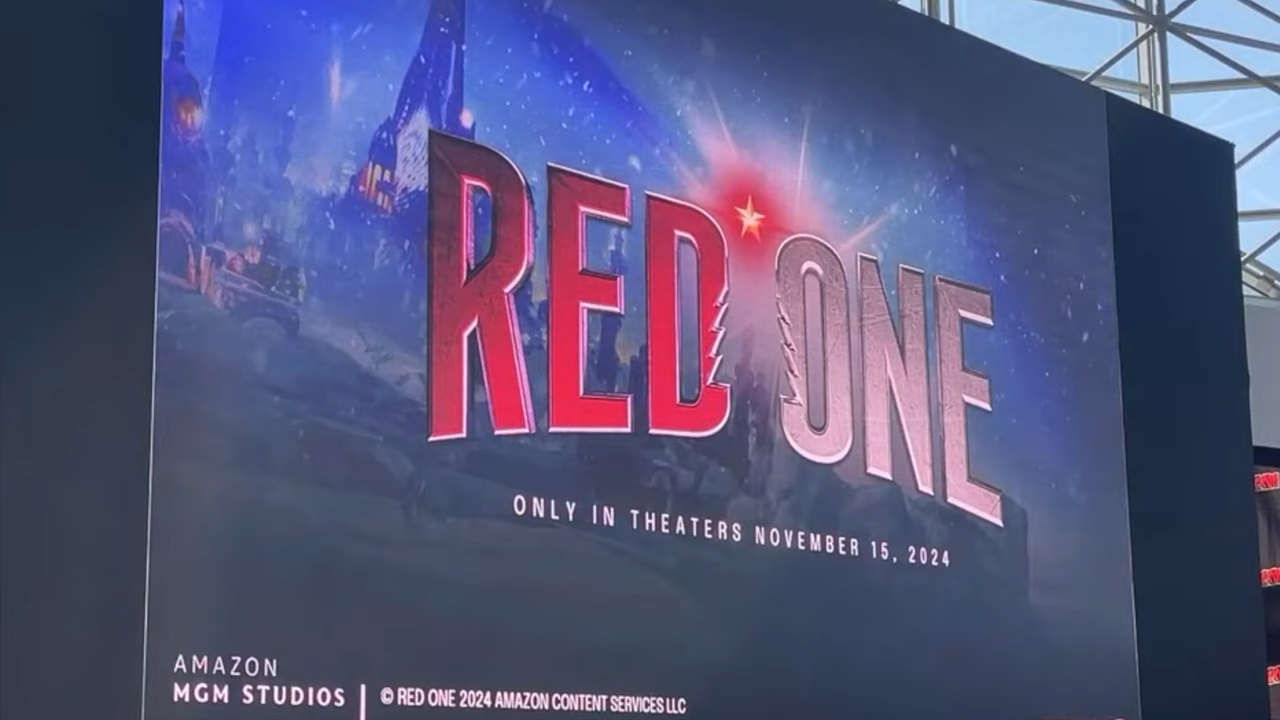 RED ONE
ONLY IN THEATERS NOVEMBER 15, 2024
AMAZON
MGM STUDIOS
© RED ONE 2024 AMAZON CONTENT SERVICES LLC